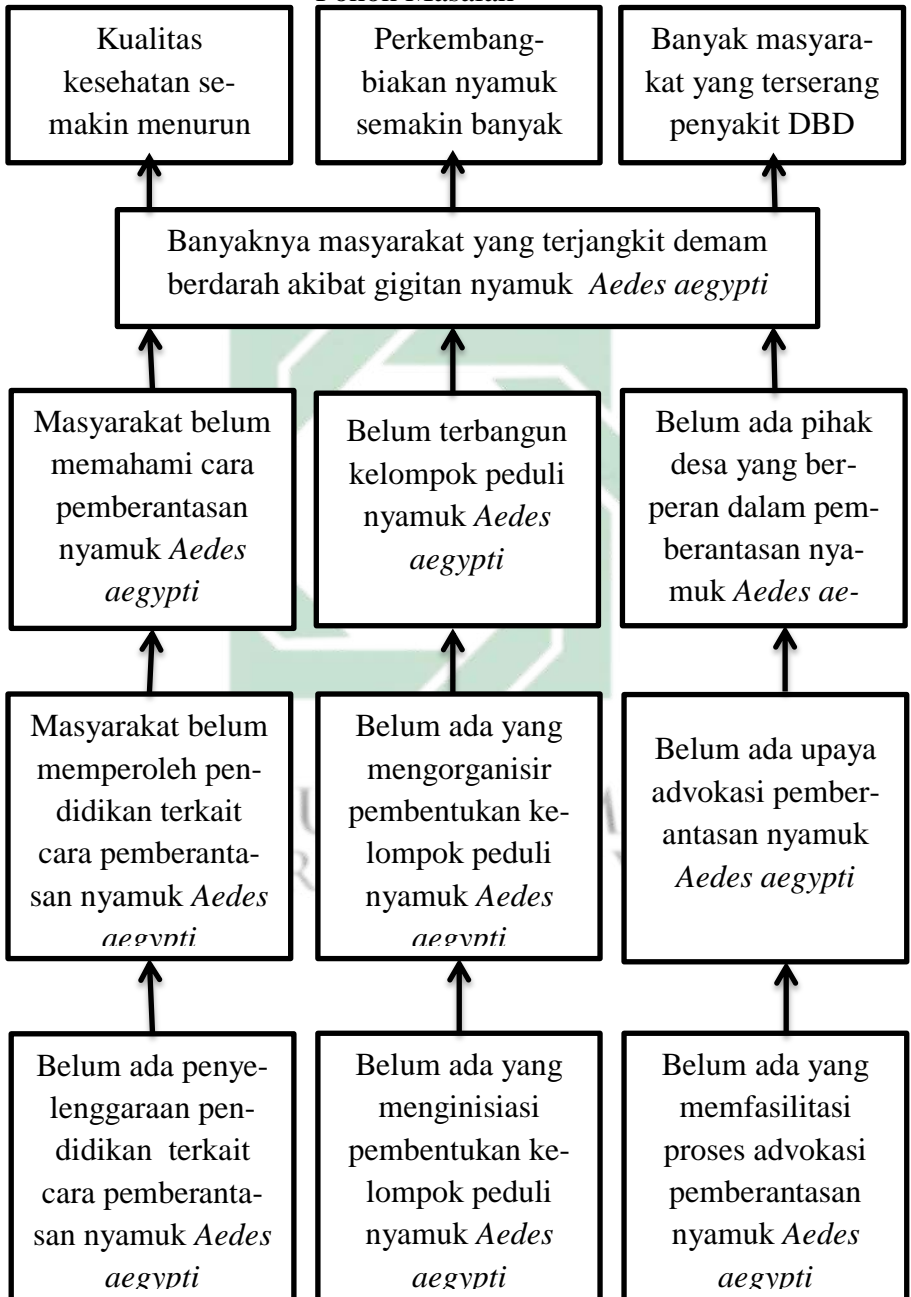 Pohon Masalah
Kualitas
kesehatan se-
makin menurun
Perkembang-
biakan nyamuk
semakin banyak
Banyak masyara-
kat yang terserang
penyakit DBD
Banyaknya masyarakat yang terjangkit demam
berdarah akibat gigitan nyamuk Aedes aegypti
Masyarakat belum
memahami cara
pemberantasan
nyamuk Aedes
aegypti
Belum terbangun
kelompok peduli
nyamuk Aedes
aegypti
Belum ada pihak
desa yang ber-
peran dalam pem-
berantasan nya-
muk Aedes ae-
Masyarakat belum
memperoleh pen-
didikan terkait
cara pemberanta-
san nyamuk Aedes
aegypti
Belum ada yang
mengorganisir
pembentukan ke-
lompok peduli
nyamuk Aedes
aegypti
Belum ada upaya
advokasi pember-
antasan nyamuk
Aedes aegypti
Belum ada penye-
lenggaraan pen-
didikan terkait
cara pemberanta-
san nyamuk Aedes
aegypti
Belum ada yang
menginisiasi
pembentukan ke-
lompok peduli
nyamuk Aedes
aegypti
Belum ada yang
memfasilitasi
proses advokasi
pemberantasan
nyamuk Aedes
aegypti